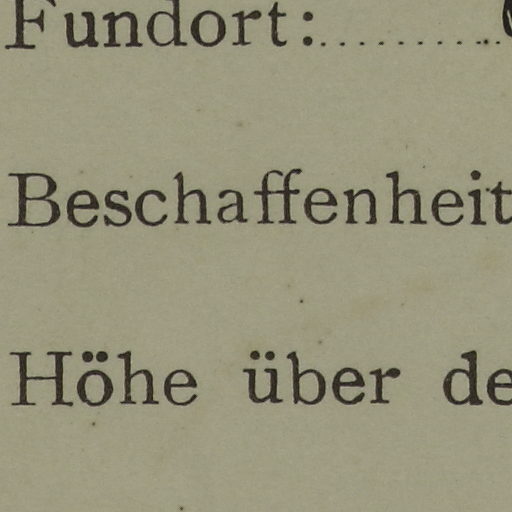 Fundort:
Beschaffenheit
Höhe über de